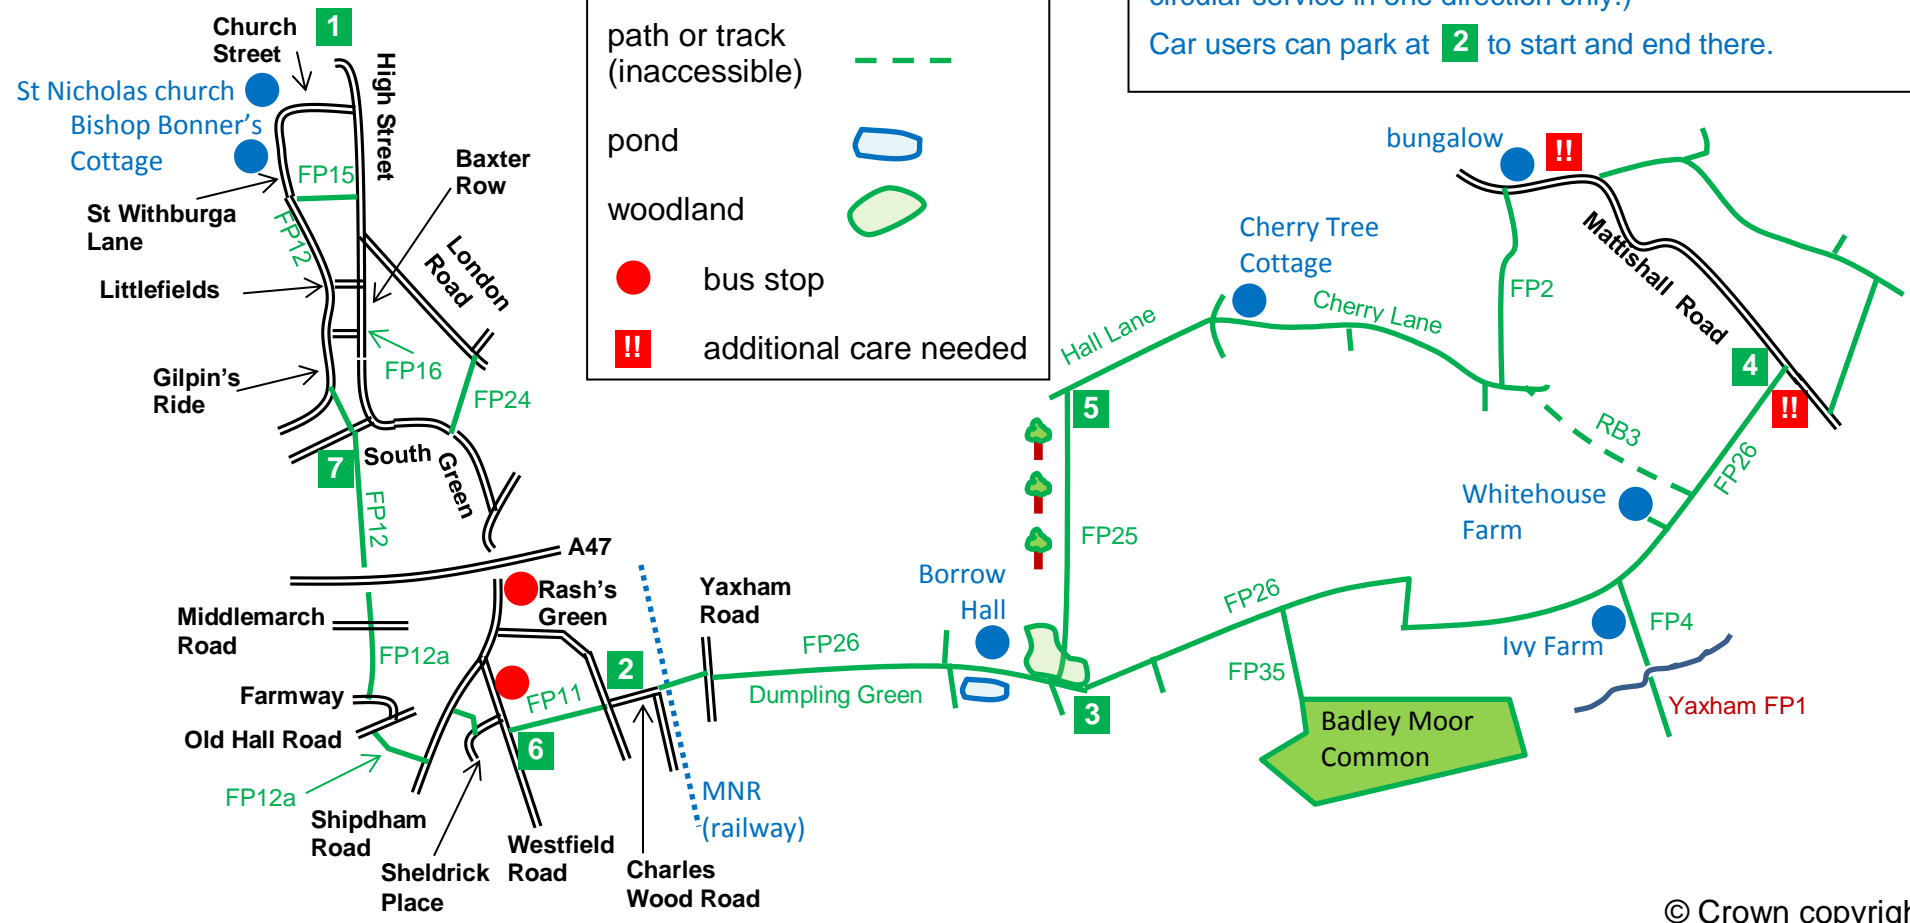 circular service in one direction only.)
Car users can park at 2 to start and end there.
path or track
(inaccessible)
pond
woodland
bus stop
!! additional care needed
Church
Street
1
High Street
St Nicholas church
Bishop Bonner's
Cottage
FP15
Baxter
Row
St Withburga
Lane
FP12
London
Road
Littlefields
FP16
Gilpin's
Ride
FP24
7
South
Green
FP12
A47
Rash's
Green
Middlemarch
Road
FP12a
Farmway
Old Hall Road
FP12a
Shipdham
Road
Sheldrick
Place
Westfield
Road
Charles
Wood Road
FP11
2
6
MNR
(railway)
Yaxham
Road
FP26
Dumpling Green
Borrow
Hall
3
FP25
5
Hall Lane
Cherry Tree
Cottage
Cherry Lane
bungalow
!!
FP2
Mattishall Road
4
!!
RB3
FP26
Whitehouse
Farm
FP26
FP35
Ivy Farm
FP4
Yaxham FP1
Badley Moor
Common
© Crown copyrigh